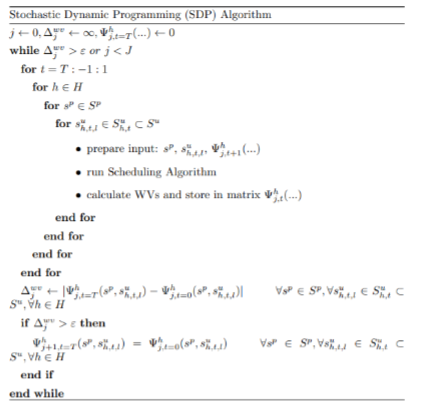 Stochastic Dynamic Programming (SDP) Algorithm
j ← 0, Δ_j^{wv} ← ∞, Ψ_{j,t=T}^h(...) ← 0
while Δ_j^{wv} > ε or j < J
for t = T : −1 : 1
for h ∈ H
for s^p ∈ S^p
for s_{h,t,l}^u ∈ S_{h,t}^u ⊂ S^u
• prepare input: s^p, s_{h,t,l}^u, Ψ_{j,t+1}^h(...)
• run Scheduling Algorithm
• calculate WVs and store in matrix Ψ_{j,t}^h(...)
end for
end for
end for
end for
Δ_j^{wv} ← |Ψ_{j,t=T}^h(s^p, s_{h,t,l}^u) − Ψ_{j,t=0}^h(s^p, s_{h,t,l}^u)| ∀s^p ∈ S^p, ∀s_{h,t,l}^u ∈ S_{h,t}^u ⊂
S^u, ∀h ∈ H
if Δ_j^{wv} > ε then
Ψ_{j+1,t=T}^h(s^p, s_{h,t,l}^u) = Ψ_{j,t=0}^h(s^p, s_{h,t,l}^u) ∀s^p ∈ S^p, ∀s_{h,t,l}^u ∈ S_{h,t}^u ⊂
S^u, ∀h ∈ H
end if
end while